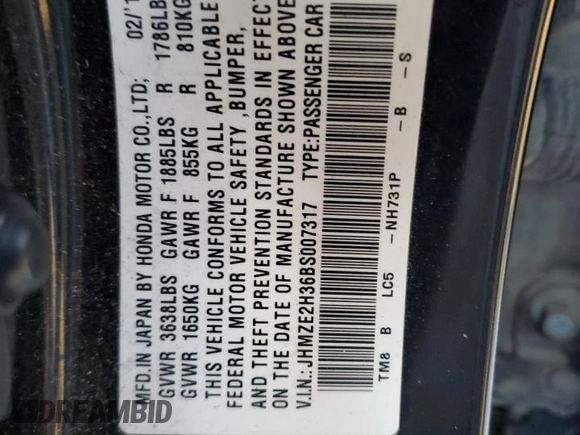 MFD.IN JAPAN BY HONDA MOTOR CO.,LTD; 02/1
GVWR 3638LBS GAWR F 1885LBS R 1786LB
GVWR 1650KG GAWR F 855KG R 810KG
THIS VEHICLE CONFORMS TO ALL APPLICABLE
FEDERAL MOTOR VEHICLE SAFETY ,BUMPER,
AND THEFT PREVENTION STANDARDS IN EFFECT
ON THE DATE OF MANUFACTURE SHOWN ABOVE
V.I.N.: JHMZE2H36BS007317 TYPE:PASSENGER CAR
TM8 B LC5 -NH731P -B -S
DREAMBID